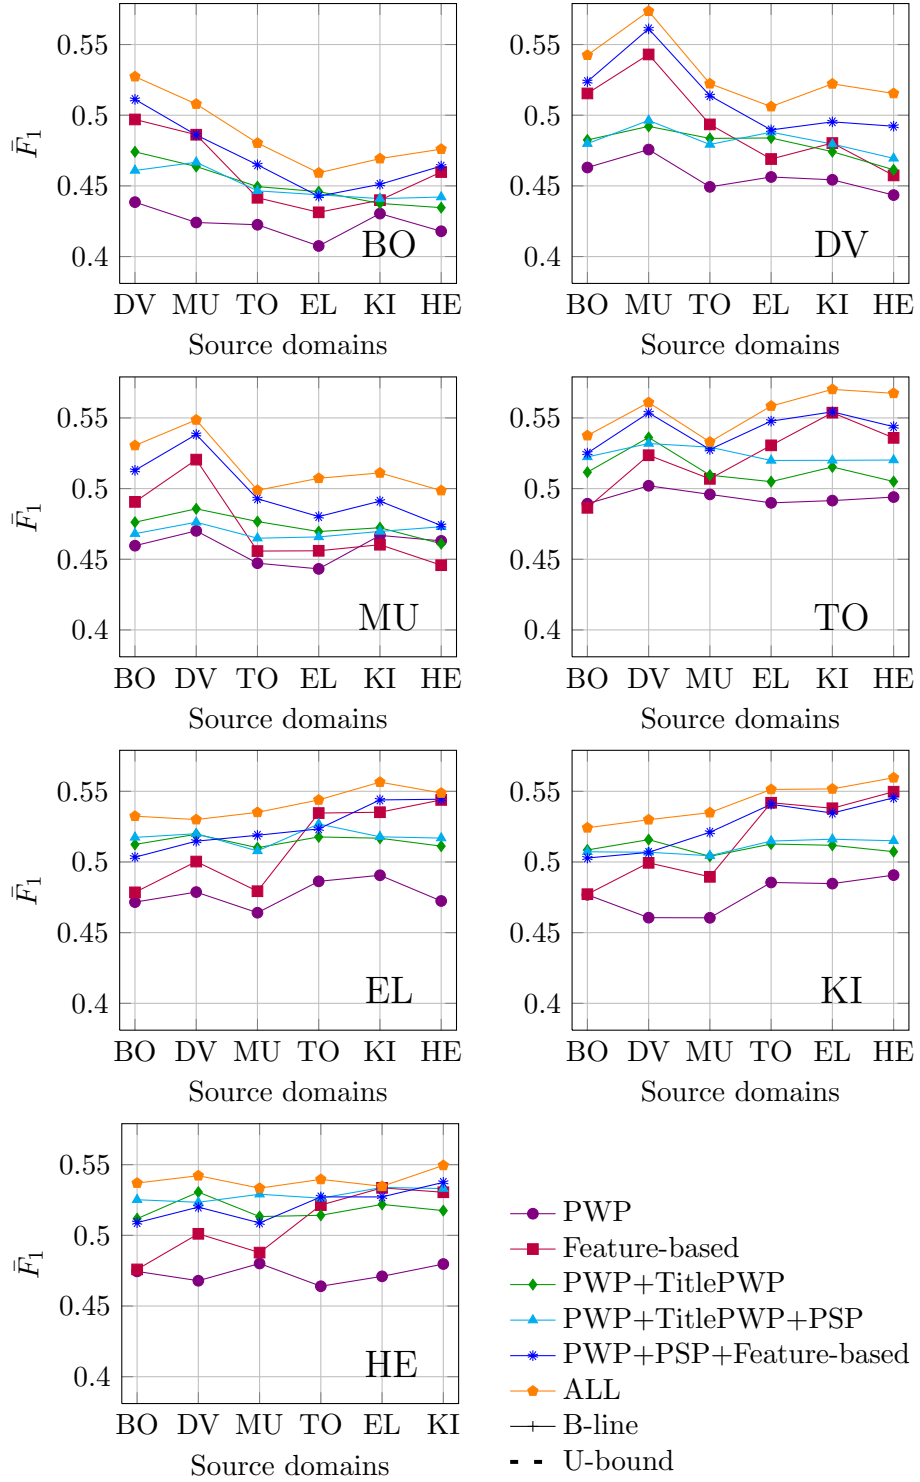 0.55
0.5
0.45
0.4
F̄₁
BO
DV MU TO EL KI HE
Source domains
0.55
0.5
0.45
0.4
DV
BO MU TO EL KI HE
Source domains
0.55
0.5
0.45
0.4
F̄₁
MU
BO DV TO EL KI HE
Source domains
0.55
0.5
0.45
0.4
TO
BO DV MU EL KI HE
Source domains
0.55
0.5
0.45
0.4
F̄₁
EL
BO DV MU TO KI HE
Source domains
0.55
0.5
0.45
0.4
KI
BO DV MU TO EL HE
Source domains
0.55
0.5
0.45
0.4
F̄₁
HE
BO DV MU TO EL KI
Source domains
PWP
Feature-based
PWP+TitlePWP
PWP+TitlePWP+PSP
PWP+PSP+Feature-based
ALL
B-line
U-bound